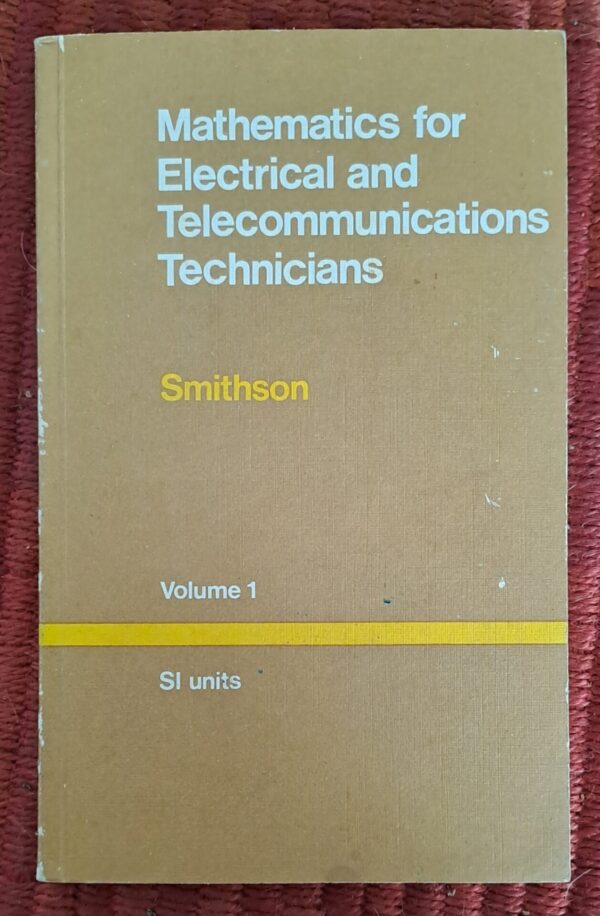 Mathematics for
Electrical and
Telecommunications
Technicians
Smithson
Volume 1
SI units